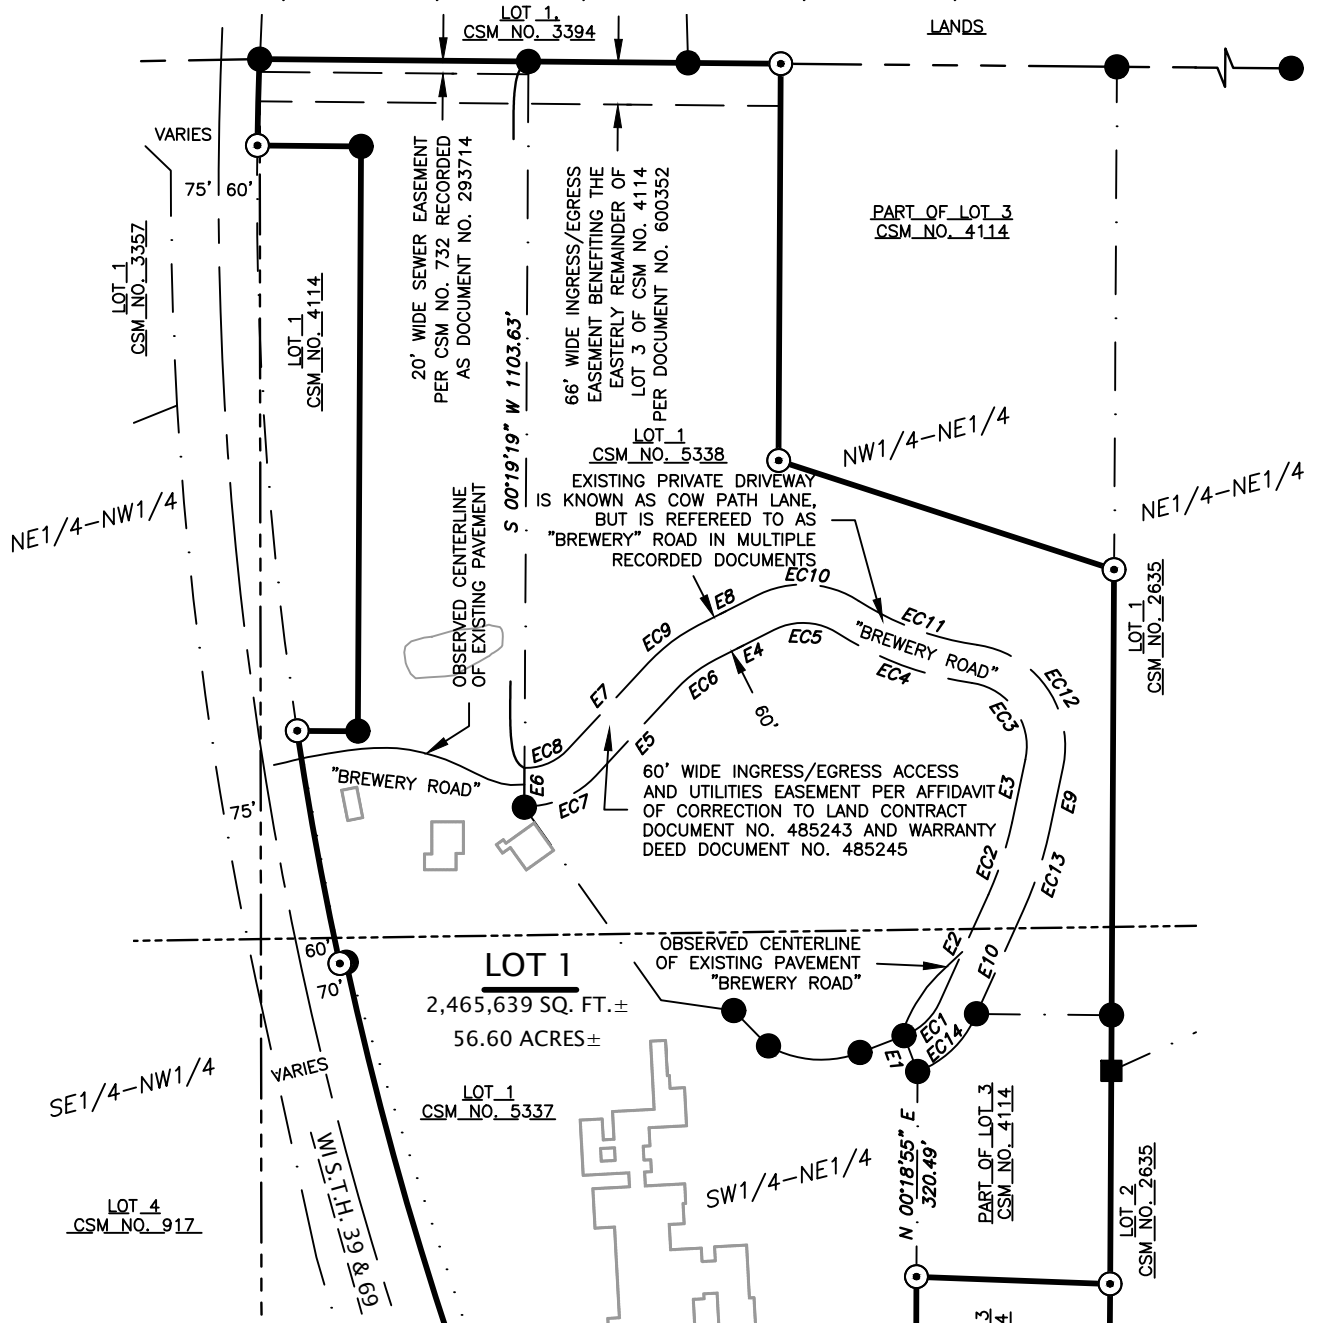 LOT 1,
CSM NO. 3394
LANDS
VARIES
75' 60'
LOT 1
CSM NO. 3357
LOT 1
CSM NO. 4114
20' WIDE SEWER EASEMENT
PER CSM NO. 732 RECORDED
AS DOCUMENT NO. 293714
S 00°19'19" W 1103.63'
66' WIDE INGRESS/EGRESS
EASEMENT BENEFITING THE
EASTERLY REMAINDER OF
LOT 3 OF CSM NO. 4114
PER DOCUMENT NO. 600352
PART OF LOT 3
CSM NO. 4114
LOT 1
CSM NO. 5338
NW1/4-NE1/4
NE1/4-NE1/4
NE1/4-NW1/4
EXISTING PRIVATE DRIVEWAY
IS KNOWN AS COW PATH LANE,
BUT IS REFEREED TO AS
"BREWERY" ROAD IN MULTIPLE
RECORDED DOCUMENTS
OBSERVED CENTERLINE
OF EXISTING PAVEMENT
EC10
E8
EC9
EC11
EC5
E4
"BREWERY ROAD"
EC4
EC6
E7
EC12
EC3
60'
E5
EC8
LOT 1
CSM NO. 2635
"BREWERY ROAD"
E6
EC7
75'
60' WIDE INGRESS/EGRESS ACCESS
AND UTILITIES EASEMENT PER AFFIDAVIT
OF CORRECTION TO LAND CONTRACT
DOCUMENT NO. 485243 AND WARRANTY
DEED DOCUMENT NO. 485245
E3
E9
EC2
EC13
60'
70'
LOT 1
2,465,639 SQ. FT.±
56.60 ACRES±
OBSERVED CENTERLINE
OF EXISTING PAVEMENT
"BREWERY ROAD"
E2
E10
EC1
EC14
E1
SE1/4-NW1/4
VARIES
LOT 1
CSM NO. 5337
N 00°18'55" E
320.49'
PART OF LOT 3
CSM NO. 4114
WI S.T.H. 39 & 69
SW1/4-NE1/4
LOT 4
CSM NO. 917
LOT 2
CSM NO. 2635